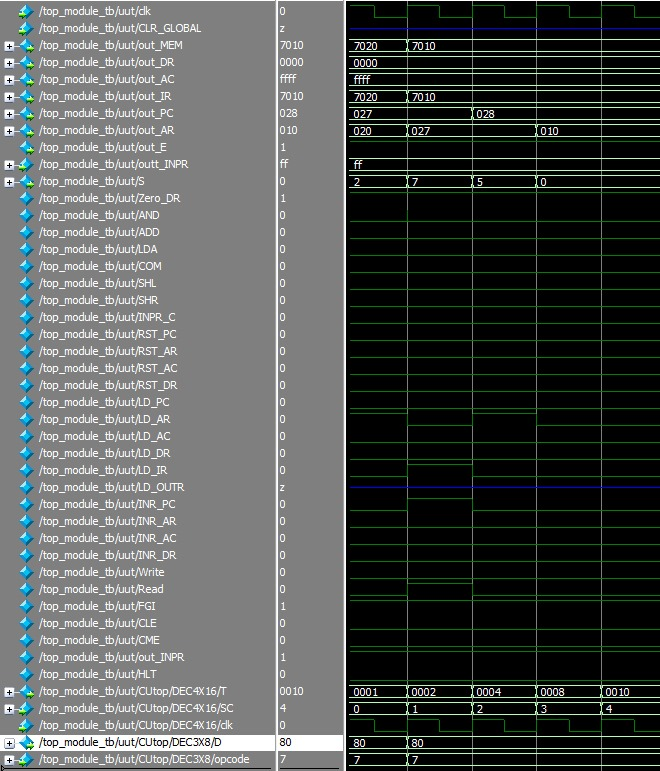 /top_module_tb/uut/clk 0
/top_module_tb/uut/CLR_GLOBAL z
/top_module_tb/uut/out_MEM 7010 7020 7010
/top_module_tb/uut/out_DR 0000 0000
/top_module_tb/uut/out_AC ffff ffff
/top_module_tb/uut/out_IR 7010 7020 7010
/top_module_tb/uut/out_PC 028 027 028
/top_module_tb/uut/out_AR 010 020 027 010
/top_module_tb/uut/out_E 1
/top_module_tb/uut/outt_INPR ff ff
/top_module_tb/uut/S 0 2 7 5 0
/top_module_tb/uut/Zero_DR 1
/top_module_tb/uut/AND 0
/top_module_tb/uut/ADD 0
/top_module_tb/uut/LDA 0
/top_module_tb/uut/COM 0
/top_module_tb/uut/SHL 0
/top_module_tb/uut/SHR 0
/top_module_tb/uut/INPR_C 0
/top_module_tb/uut/RST_PC 0
/top_module_tb/uut/RST_AR 0
/top_module_tb/uut/RST_AC 0
/top_module_tb/uut/RST_DR 0
/top_module_tb/uut/LD_PC 0
/top_module_tb/uut/LD_AR 0
/top_module_tb/uut/LD_AC 0
/top_module_tb/uut/LD_DR 0
/top_module_tb/uut/LD_IR 0
/top_module_tb/uut/LD_OUTR z
/top_module_tb/uut/INR_PC 0
/top_module_tb/uut/INR_AR 0
/top_module_tb/uut/INR_AC 0
/top_module_tb/uut/INR_DR 0
/top_module_tb/uut/Write 0
/top_module_tb/uut/Read 0
/top_module_tb/uut/FGI 1
/top_module_tb/uut/CLE 0
/top_module_tb/uut/CME 0
/top_module_tb/uut/out_INPR 1
/top_module_tb/uut/HLT 0
/top_module_tb/uut/CUtop/DEC4X16/T 0010 0001 0002 0004 0008 0010
/top_module_tb/uut/CUtop/DEC4X16/SC 4 0 1 2 3 4
/top_module_tb/uut/CUtop/DEC4X16/clk 0
/top_module_tb/uut/CUtop/DEC3X8/D 80 80 80
/top_module_tb/uut/CUtop/DEC3X8/opcode 7 7 7